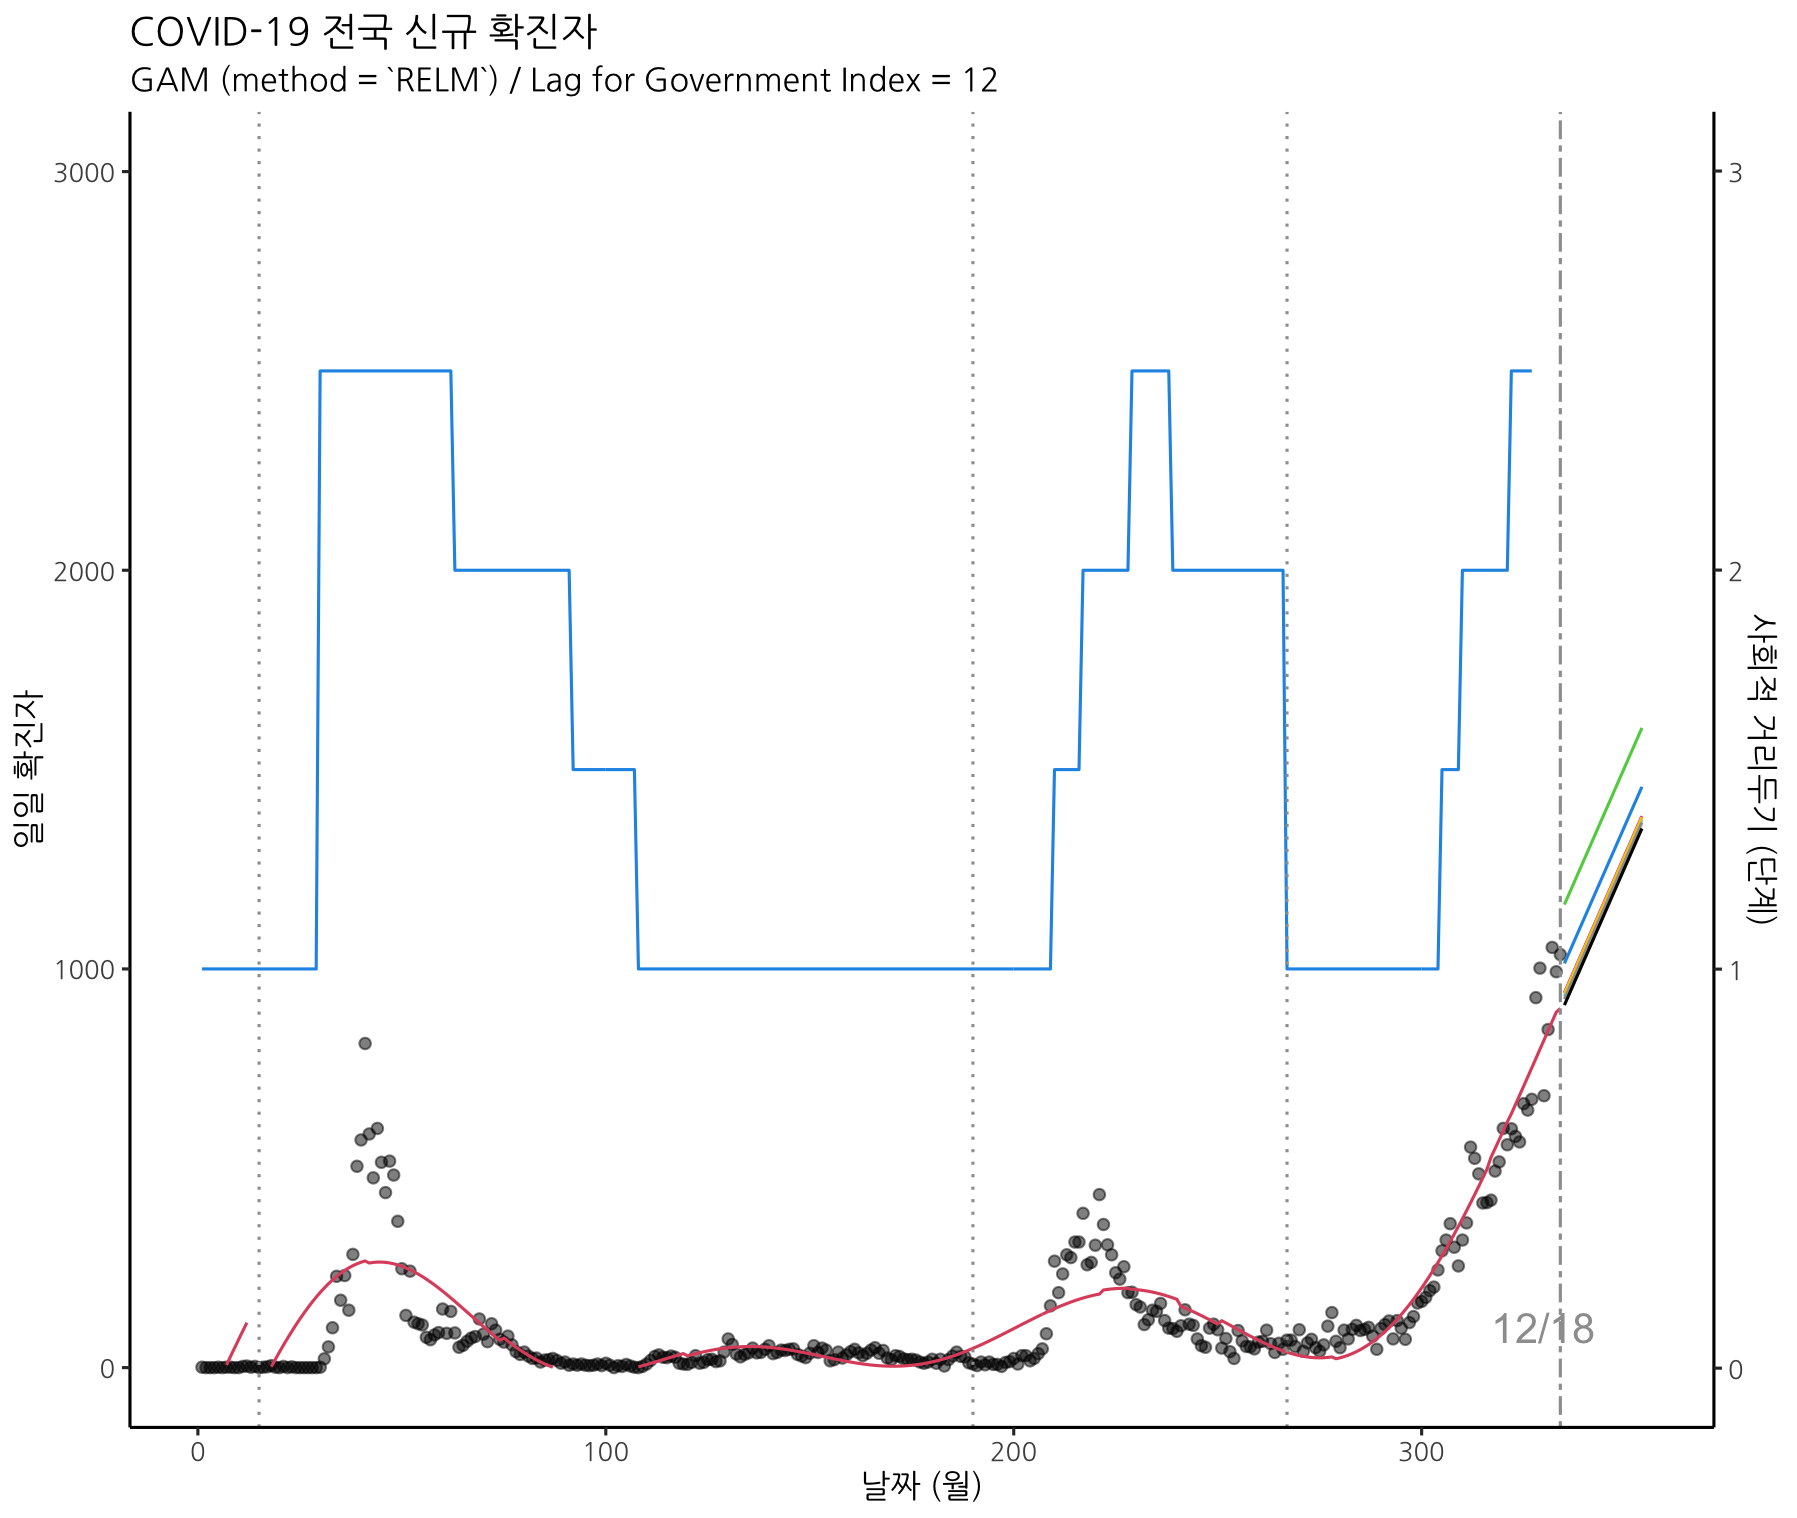 COVID-19 전국 신규 확진자
GAM (method = `RELM`) / Lag for Government Index = 12
3000
2000
1000
0
일일 확진자
3
2
1
0
사회적 거리두기 (단계)
12/18
0
100
200
300
날짜 (월)